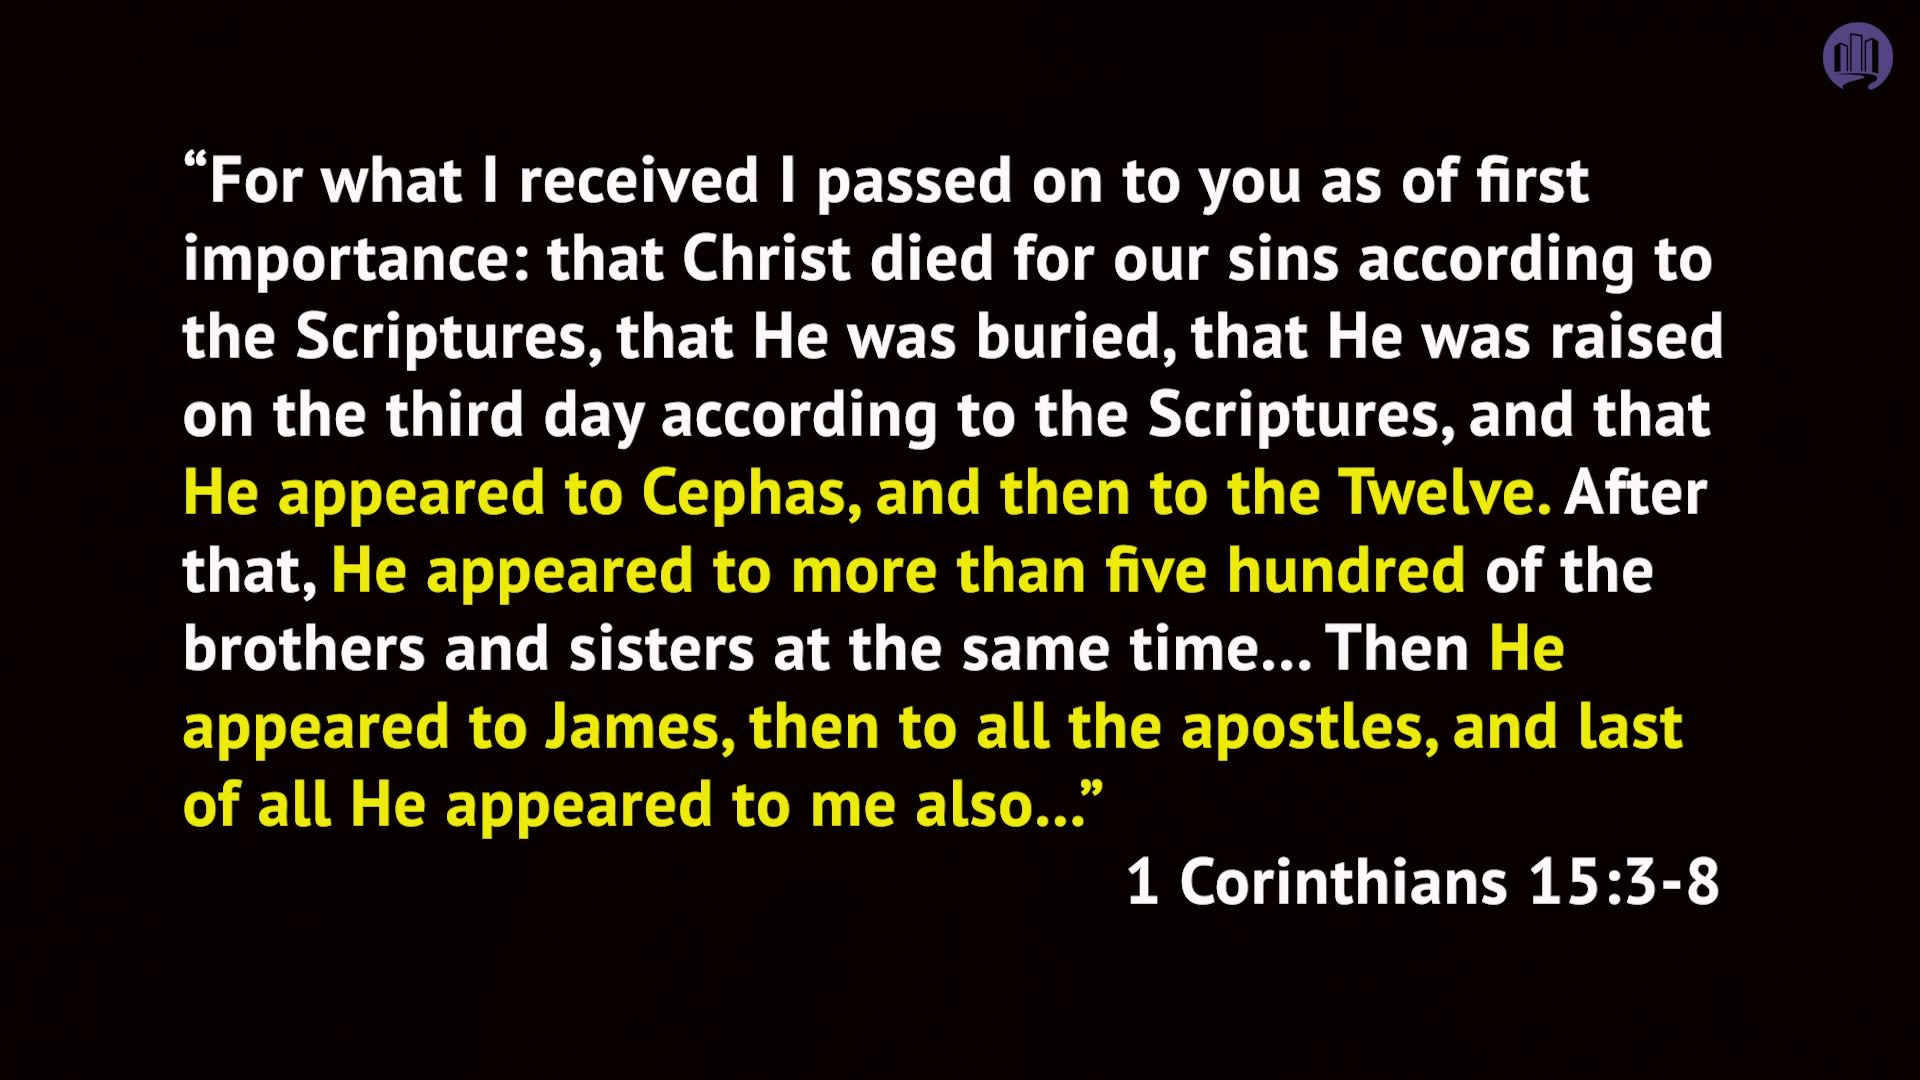 “For what I received I passed on to you as of first
importance: that Christ died for our sins according to
the Scriptures, that He was buried, that He was raised
on the third day according to the Scriptures, and that
He appeared to Cephas, and then to the Twelve. After
that, He appeared to more than five hundred of the
brothers and sisters at the same time... Then He
appeared to James, then to all the apostles, and last
of all He appeared to me also...”
1 Corinthians 15:3-8